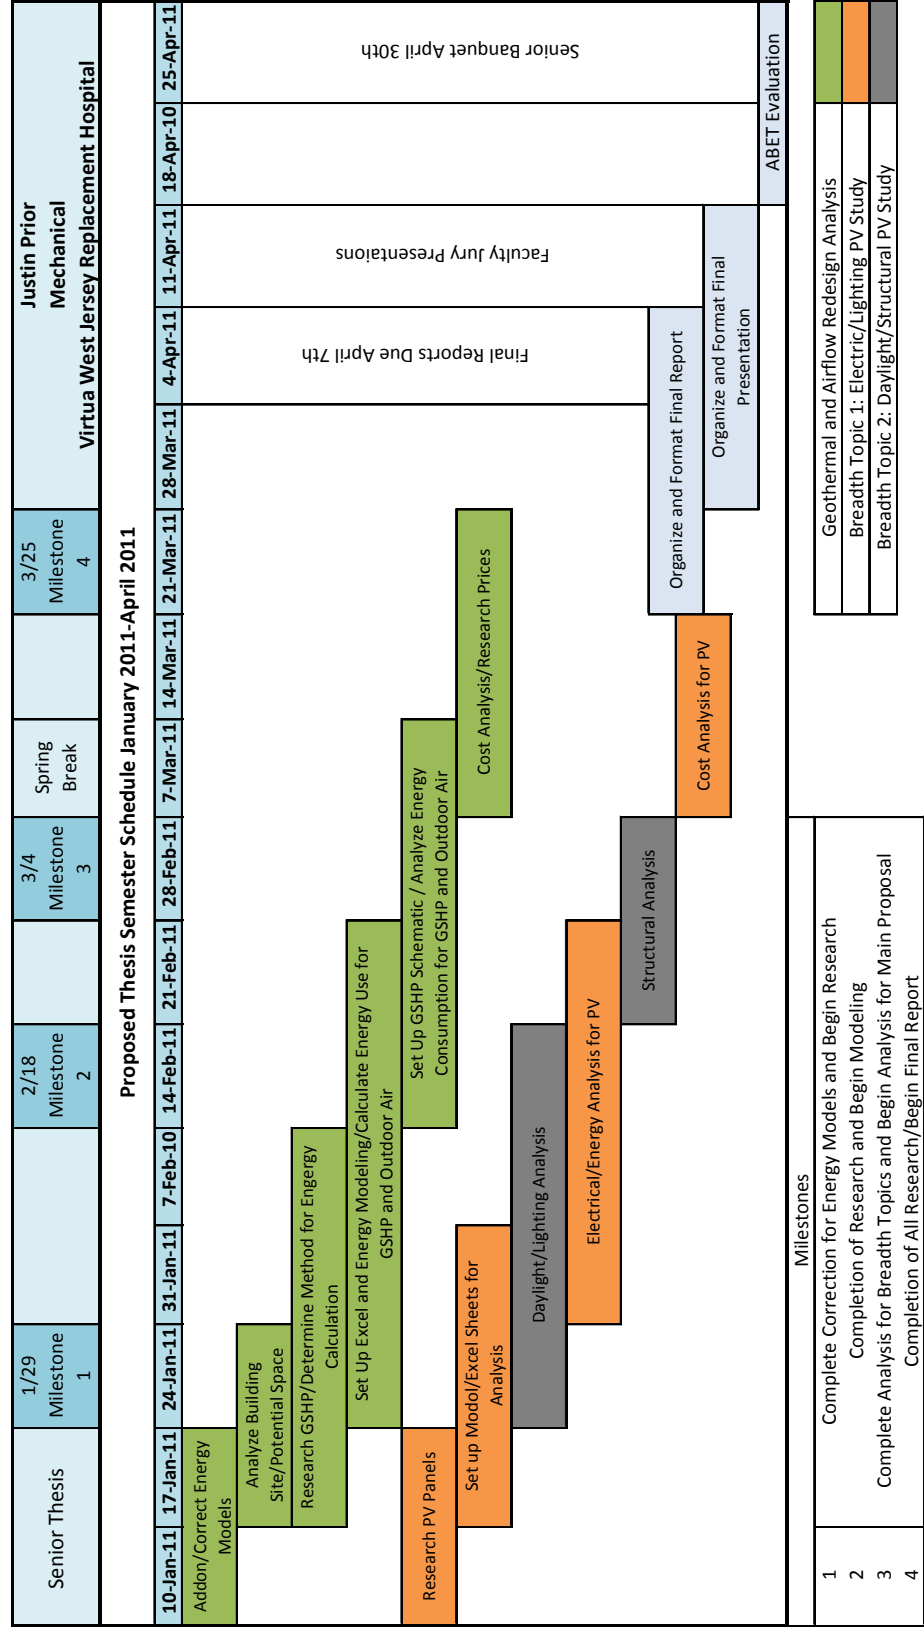 Senior Thesis
1/29
Milestone
1
2/18
Milestone
2
3/4
Milestone
3
Spring
Break
3/25
Milestone
4
Justin Prior
Mechanical
Virtua West Jersey Replacement Hospital
Proposed Thesis Semester Schedule January 2011-April 2011
10-Jan-11 17-Jan-11 24-Jan-11 31-Jan-11 7-Feb-10 14-Feb-11 21-Feb-11 28-Feb-11 7-Mar-11 14-Mar-11 21-Mar-11 28-Mar-11 4-Apr-11 11-Apr-11 18-Apr-10 25-Apr-11
Addon/Correct Energy
Models
Analyze Building
Site/Potential Space
Research GSHP/Determine Method for Engergy
Calculation
Set Up Excel and Energy Modeling/Calculate Energy Use for
GSHP and Outdoor Air
Set Up GSHP Schematic / Analyze Energy
Consumption for GSHP and Outdoor Air
Cost Analysis/Research Prices
Research PV Panels
Set up Modol/Excel Sheets for
Analysis
Daylight/Lighting Analysis
Electrical/Energy Analysis for PV
Structural Analysis
Cost Analysis for PV
Organize and Format Final Report
Organize and Format Final
Presentation
Final Reports Due April 7th
Faculty Jury Presentaions
Senior Banquet April 30th
ABET Evaluation
Milestones
1 Complete Correction for Energy Models and Begin Research
2 Completion of Research and Begin Modeling
3 Complete Analysis for Breadth Topics and Begin Analysis for Main Proposal
4 Completion of All Research/Begin Final Report
Geothermal and Airflow Redesign Analysis
Breadth Topic 1: Electric/Lighting PV Study
Breadth Topic 2: Daylight/Structural PV Study